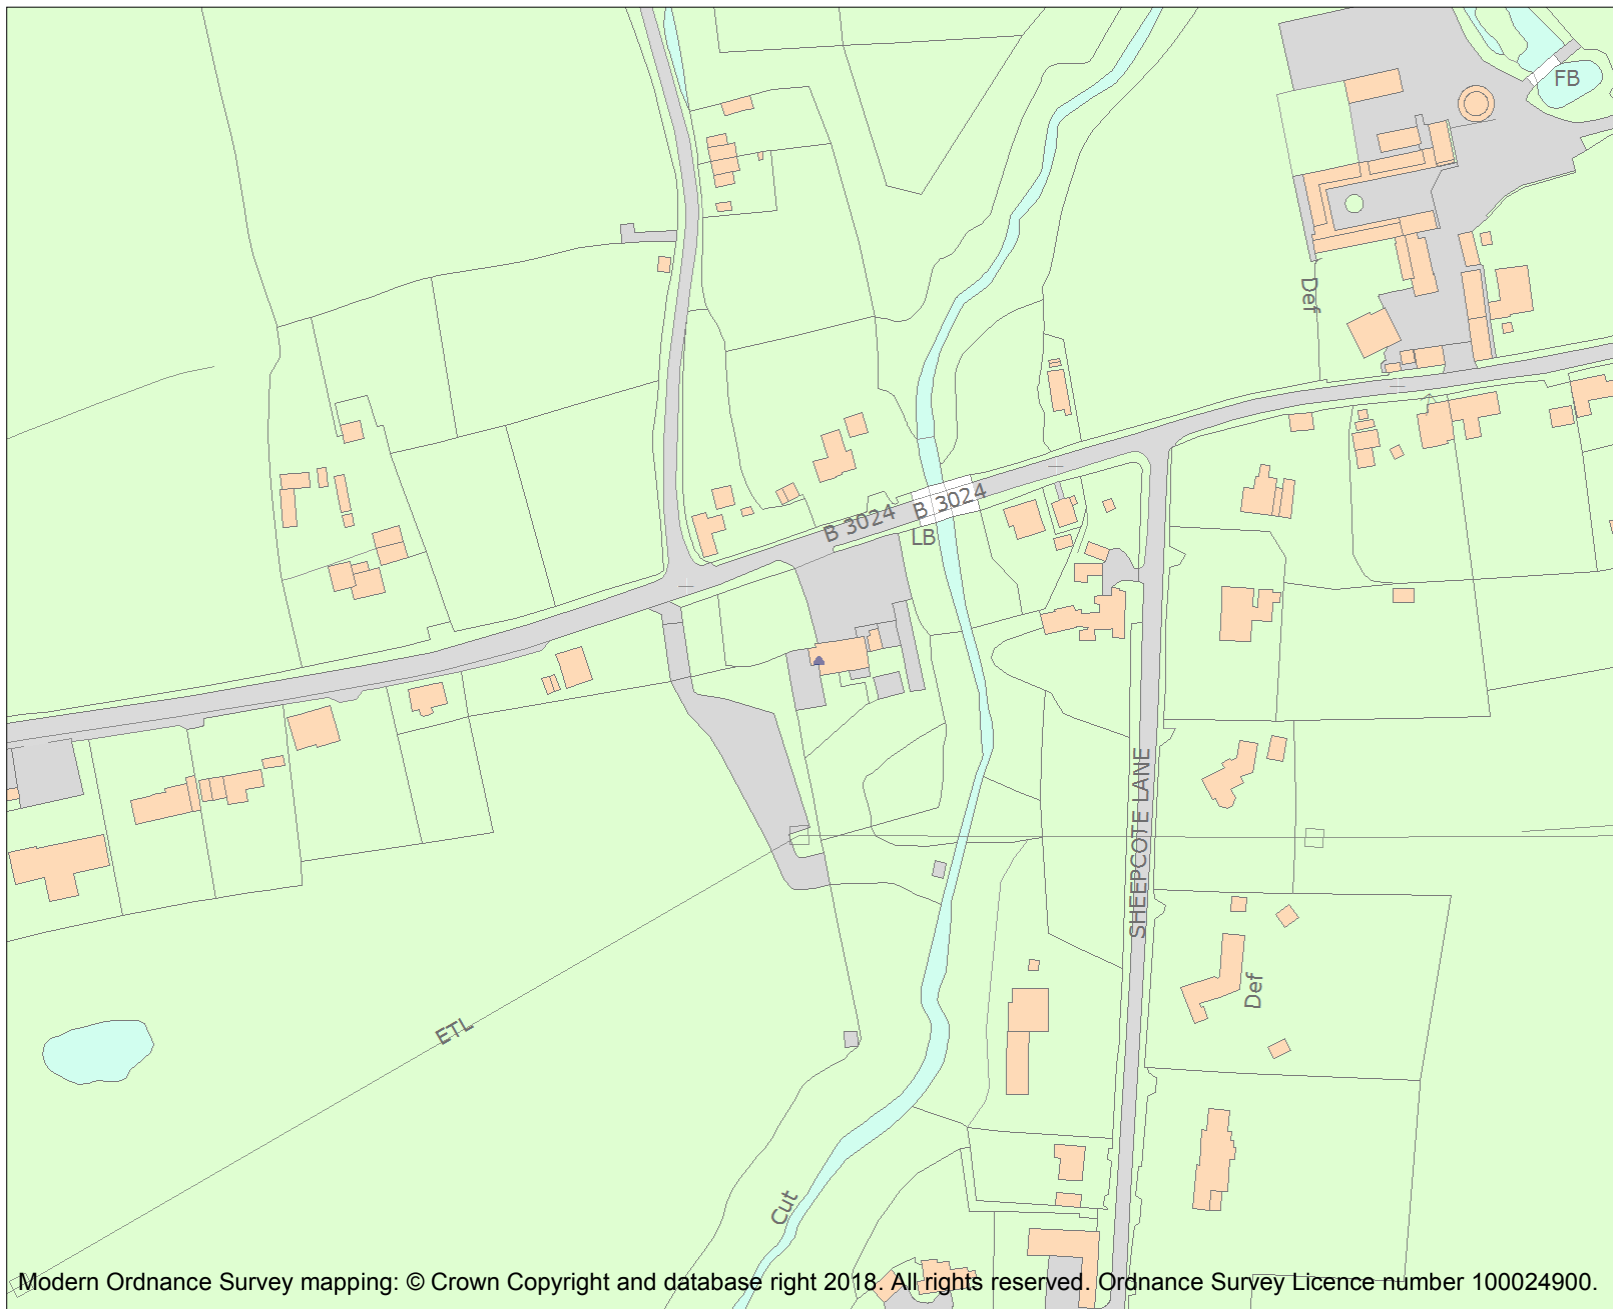 FB
Def
B 3024
B 3024
LB
SHEEPCOTE LANE
Def
ETL
Cut
Modern Ordnance Survey mapping: © Crown Copyright and database right 2018. All rights reserved. Ordnance Survey Licence number 100024900.